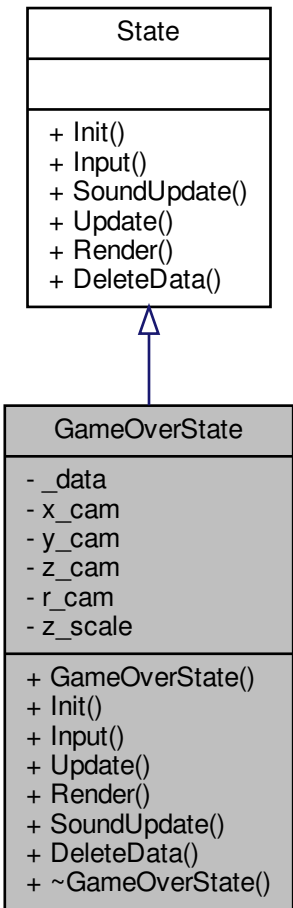 State
+ Init()
+ Input()
+ SoundUpdate()
+ Update()
+ Render()
+ DeleteData()
GameOverState
- _data
- x_cam
- y_cam
- z_cam
- r_cam
- z_scale
+ GameOverState()
+ Init()
+ Input()
+ Update()
+ Render()
+ SoundUpdate()
+ DeleteData()
+ ~GameOverState()